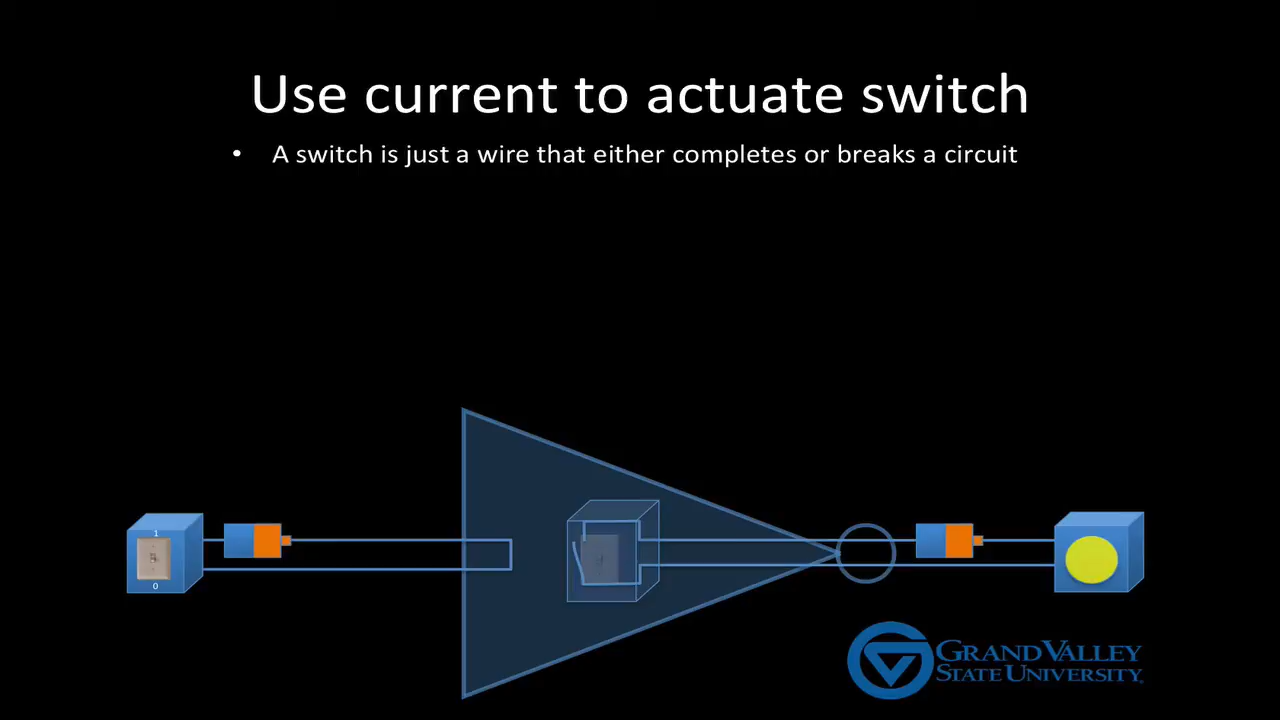 Use current to actuate switch
• A switch is just a wire that either completes or breaks a circuit
1
0
GRAND VALLEY
STATE UNIVERSITY